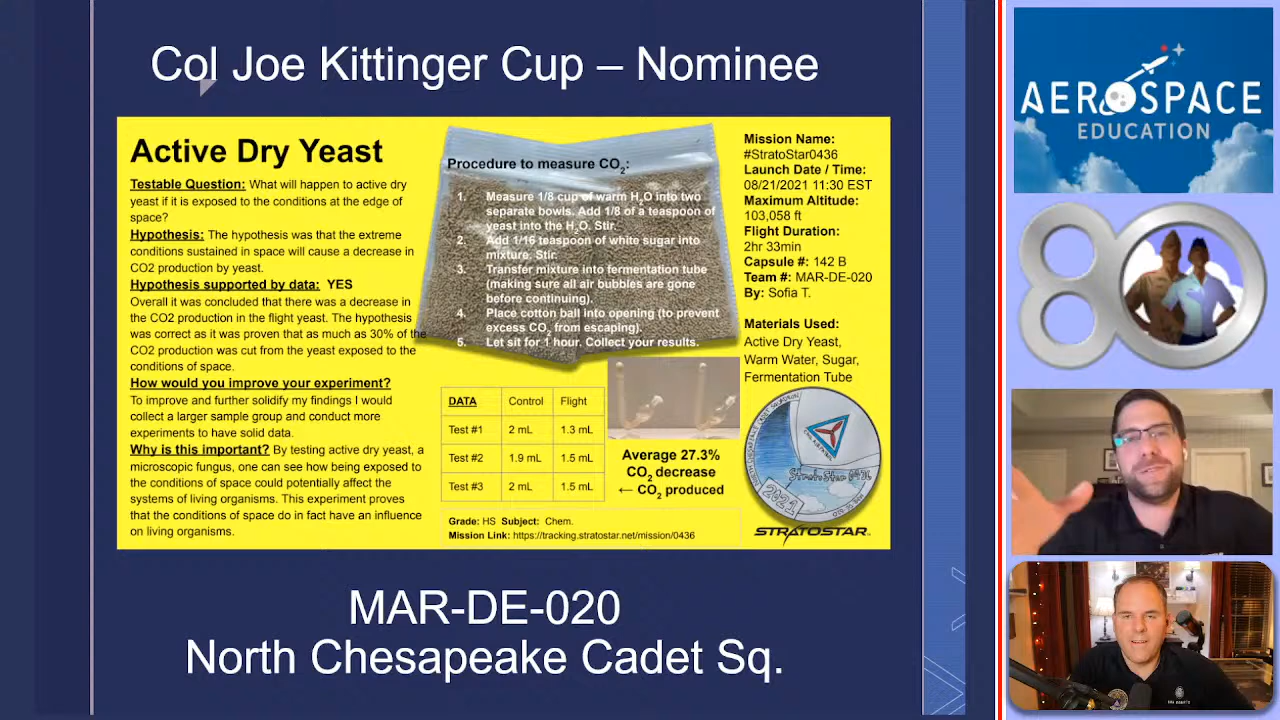 Col Joe Kittinger Cup – Nominee
Active Dry Yeast
Testable Question: What will happen to active dry
yeast if it is exposed to the conditions at the edge of
space?
Hypothesis: The hypothesis was that the extreme
conditions sustained in space will cause a decrease in
CO2 production by yeast.
Hypothesis supported by data: YES
Overall it was concluded that there was a decrease in
the CO2 production in the flight yeast. The hypothesis
was correct as it was proven that as much as 30% of the
CO2 production was cut from the yeast exposed to the
conditions of space.
How would you improve your experiment?
To improve and further solidify my findings I would
collect a larger sample group and conduct more
experiments to have solid data.
Why is this important? By testing active dry yeast, a
microscopic fungus, one can see how being exposed to
the conditions of space could potentially affect the
systems of living organisms. This experiment proves
that the conditions of space do in fact have an influence
on living organisms.
Procedure to measure CO2:
1. Measure 1/8 cup of warm H2O into two
separate bowls. Add 1/8 of a teaspoon of
yeast into the H2O. Stir.
2. Add 1/16 teaspoon of white sugar into
mixture. Stir.
3. Transfer mixture into fermentation tube
(making sure all air bubbles are gone
before continuing).
4. Place cotton ball into opening (to prevent
excess CO2 from escaping).
5. Let sit for 1 hour. Collect your results.
DATA Control Flight
Test #1 2 mL 1.3 mL
Test #2 1.9 mL 1.5 mL
Test #3 2 mL 1.5 mL
Average 27.3%
CO2 decrease
← CO2 produced
Grade: HS Subject: Chem.
Mission Link: https://tracking.stratostar.net/mission/0436
Mission Name:
#StratoStar0436
Launch Date / Time:
08/21/2021 11:30 EST
Maximum Altitude:
103,058 ft
Flight Duration:
2hr 33min
Capsule #: 142 B
Team #: MAR-DE-020
By: Sofia T.
Materials Used:
Active Dry Yeast,
Warm Water, Sugar,
Fermentation Tube
2021
STRATOSTAR
MAR-DE-020
North Chesapeake Cadet Sq.
AEROSPACE
EDUCATION
80